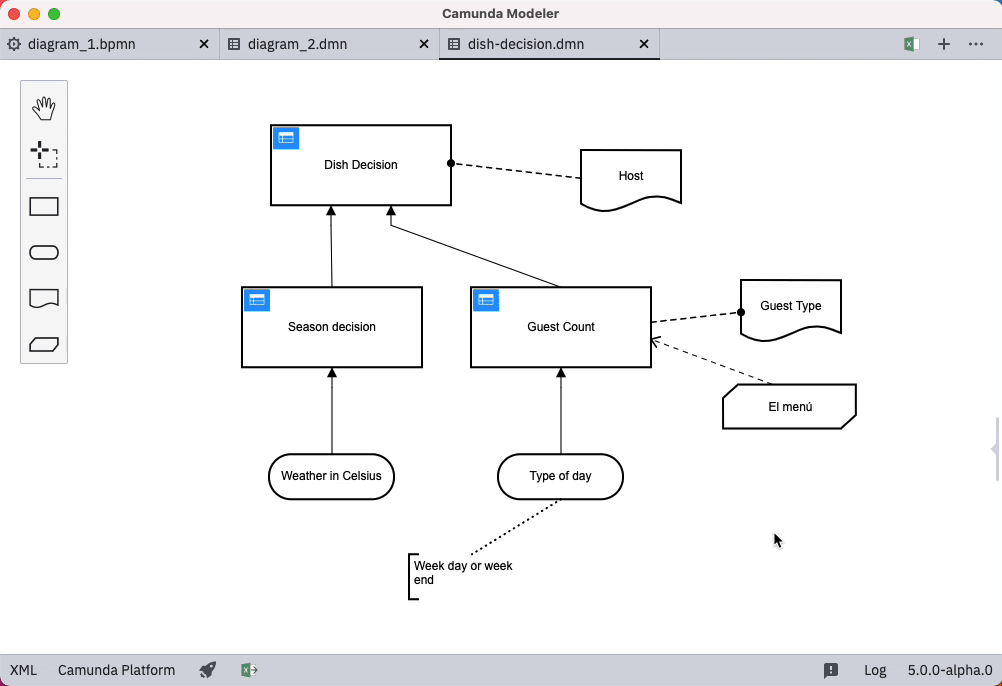 Camunda Modeler
diagram_1.bpmn
diagram_2.dmn
dish-decision.dmn
Dish Decision
Host
Guest Type
Season decision
Guest Count
El menú
Weather in Celsius
Type of day
Week day or week
end
XML
Camunda Platform
Log
5.0.0-alpha.0